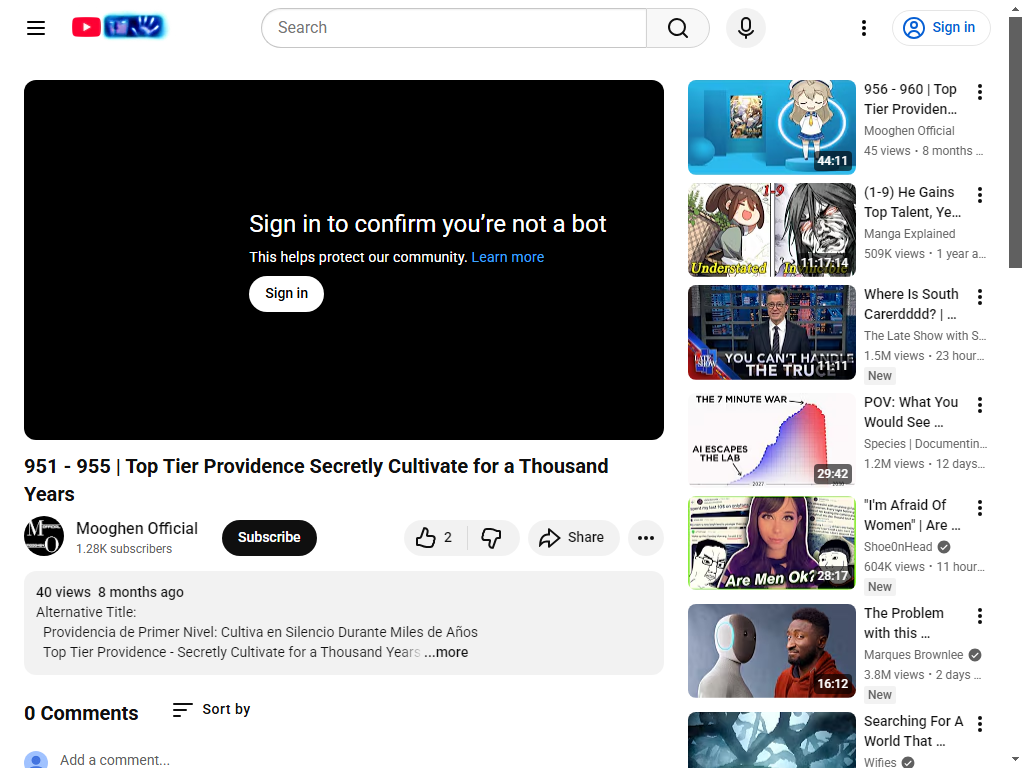 Search
Sign in
Sign in to confirm you’re not a bot
This helps protect our community. Learn more
Sign in
951 - 955 | Top Tier Providence Secretly Cultivate for a Thousand
Years
Mooghen Official
1.28K subscribers
Subscribe
2
Share
40 views 8 months ago
Alternative Title:
Providencia de Primer Nivel: Cultiva en Silencio Durante Miles de Años
Top Tier Providence - Secretly Cultivate for a Thousand Years ...more
0 Comments
Sort by
Add a comment...
44:11
956 - 960 | Top
Tier Providen...
Mooghen Official
45 views • 8 months ...
1-9
Understated
Invincible
11:17:14
(1-9) He Gains
Top Talent, Ye...
Manga Explained
509K views • 1 year a...
LATE SHOW
YOU CAN'T HANDLE
THE TRUCE
11:11
Where Is South
Carerdddd? | ...
The Late Show with S...
1.5M views • 23 hour...
New
THE 7 MINUTE WAR
AI ESCAPES
THE LAB
2027
29:42
POV: What You
Would See ...
Species | Documentin...
1.2M views • 12 days...
Are Men Ok?
28:17
"I'm Afraid Of
Women" | Are ...
Shoe0nHead
604K views • 11 hour...
New
16:12
The Problem
with this ...
Marques Brownlee
3.8M views • 2 days ...
New
Searching For A
World That ...
Wifies